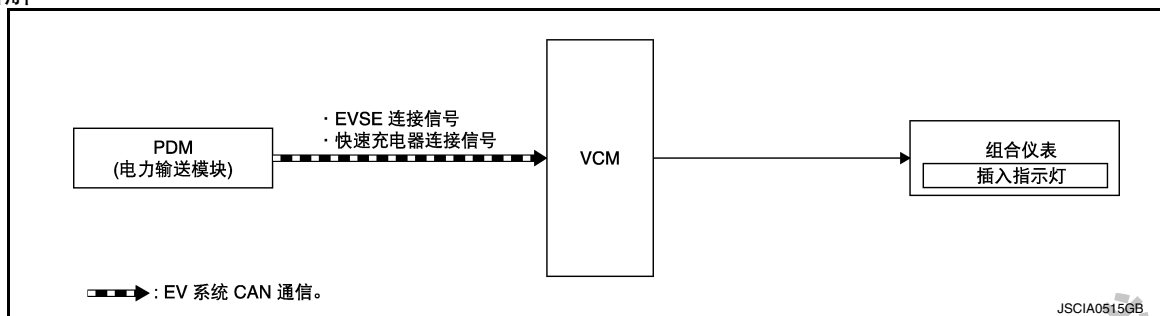 · EVSE 连接信号
· 快速充电器连接信号
PDM
(电力输送模块)
VCM
组合仪表
插入指示灯
: EV 系统 CAN 通信。
JSCIA0515GB